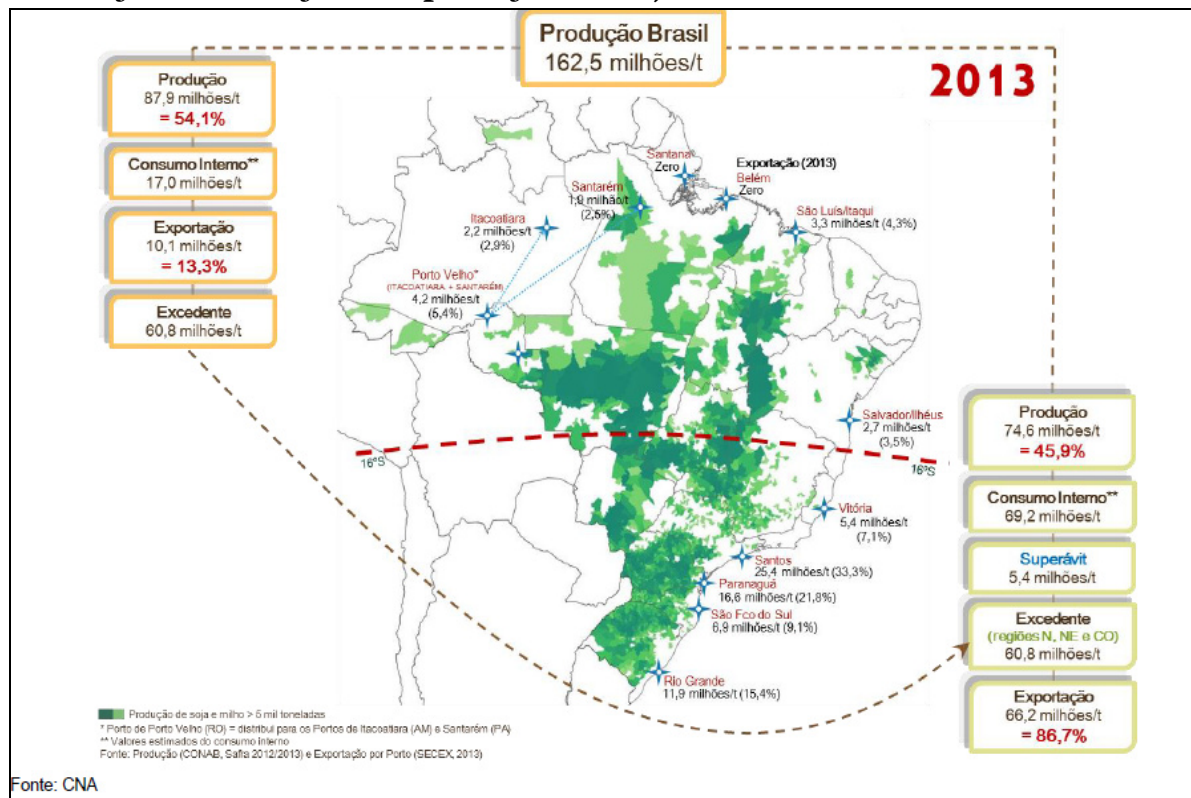 Produção Brasil
162,5 milhões/t
2013
Produção
87,9 milhões/t
= 54,1%
Consumo Interno**
17,0 milhões/t
Exportação
10,1 milhões/t
= 13,3%
Excedente
60,8 milhões/t
Santana
Zero
Exportação (2013)
Belém
Zero
Santarém
1,9 milhão/t
(2,5%)
São Luís/Itaqui
3,3 milhões/t (4,3%)
Itacoatiara
2,2 milhões/t
(2,9%)
Porto Velho*
(ITACOATIARA + SANTARÉM)
4,2 milhões/t
(5,4%)
Salvador/Ilhéus
2,7 milhões/t
(3,5%)
16ºS
16ºS
Vitória
5,4 milhões/t
(7,1%)
Santos
25,4 milhões/t (33,3%)
Paranaguá
16,6 milhões/t (21,8%)
São Fco do Sul
6,9 milhões/t (9,1%)
Rio Grande
11,9 milhões/t (15,4%)
Produção
74,6 milhões/t
= 45,9%
Consumo Interno**
69,2 milhões/t
Superávit
5,4 milhões/t
Excedente
(regiões N, NE e CO)
60,8 milhões/t
Exportação
66,2 milhões/t
= 86,7%
Produção de soja e milho > 5 mil toneladas
* Porto de Porto Velho (RO) = distribui para os Portos de Itacoatiara (AM) e Santarém (PA)
** Valores estimados do consumo interno
Fonte: Produção (CONAB, Safra 2012/2013) e Exportação por Porto (SECEX, 2013)
Fonte: CNA